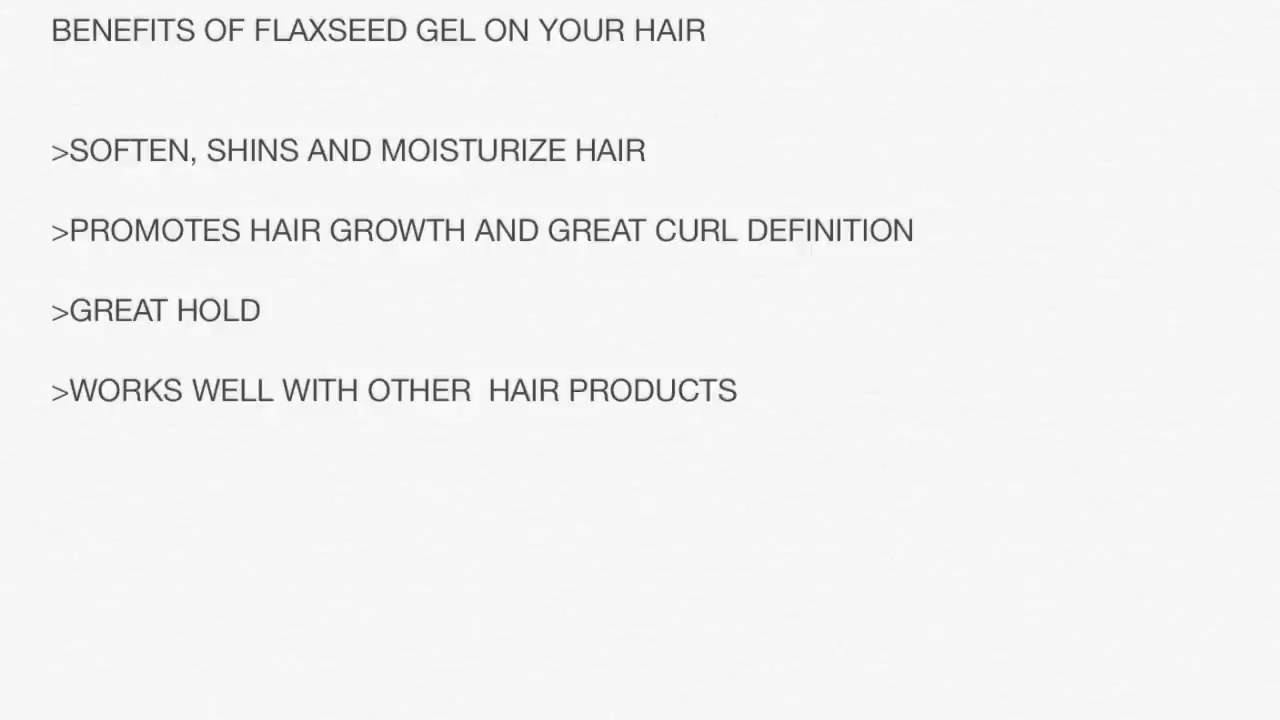 BENEFITS OF FLAXSEED GEL ON YOUR HAIR
>SOFTEN, SHINS AND MOISTURIZE HAIR
>PROMOTES HAIR GROWTH AND GREAT CURL DEFINITION
>GREAT HOLD
>WORKS WELL WITH OTHER  HAIR PRODUCTS